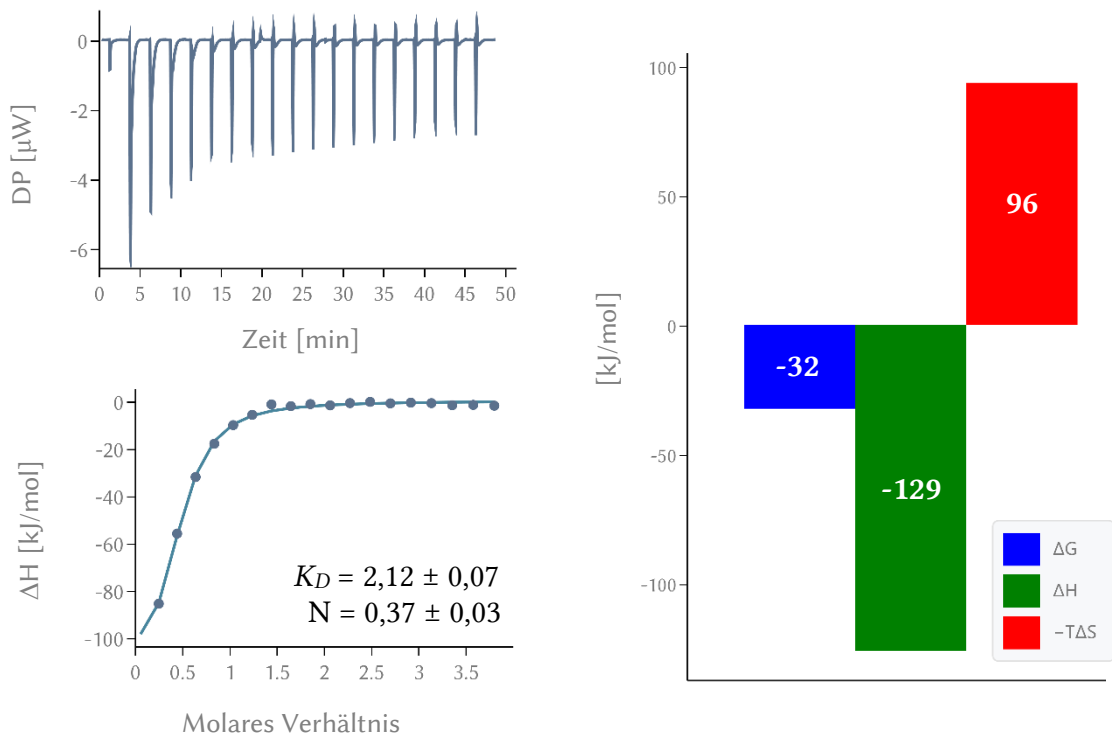 0
-2
-4
-6
DP [µW]
0 5 10 15 20 25 30 35 40 45 50
Zeit [min]
0
-20
-40
-60
-80
-100
ΔH [kJ/mol]
K_D = 2,12 ± 0,07
N = 0,37 ± 0,03
0 0.5 1 1.5 2 2.5 3 3.5
Molares Verhältnis
100
50
0
-50
-100
[kJ/mol]
96
-32
-129
ΔG
ΔH
−TΔS